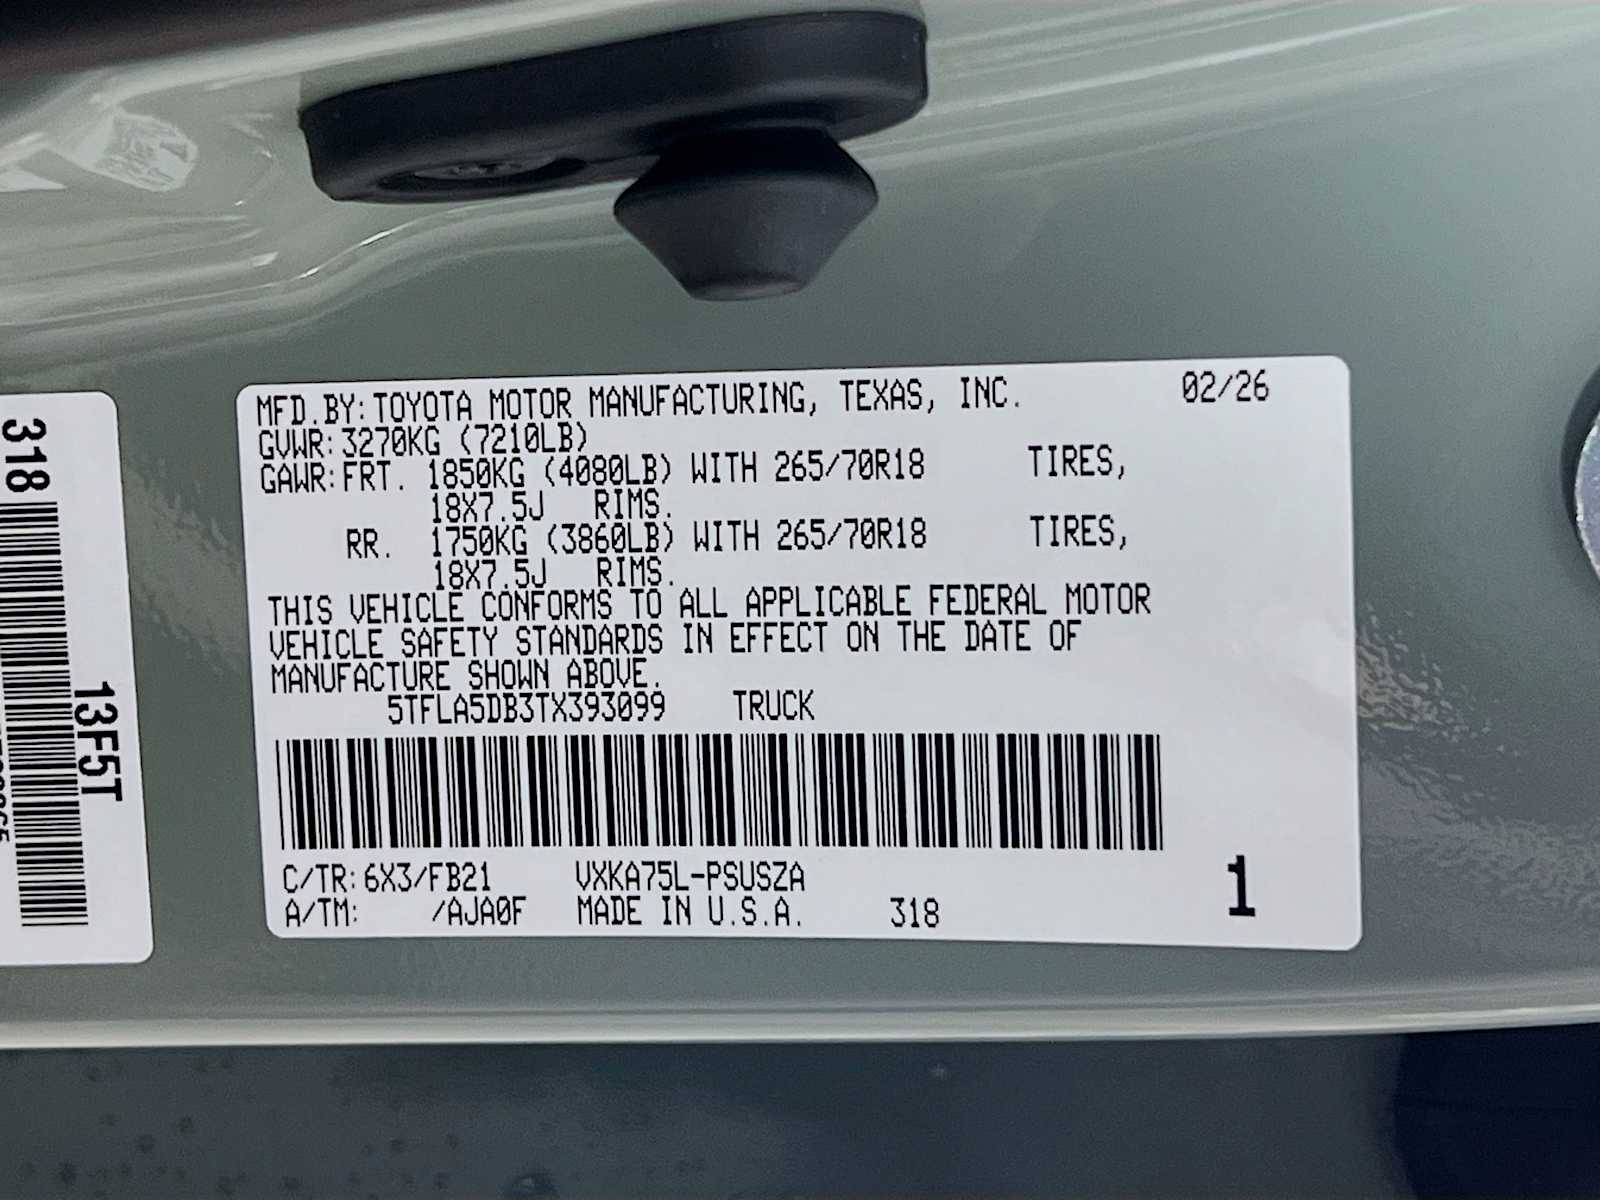 MFD.BY: TOYOTA MOTOR MANUFACTURING, TEXAS, INC. 02/26
GVWR: 3270KG (7210LB)
GAWR: FRT. 1850KG (4080LB) WITH 265/70R18 TIRES,
18X7.5J RIMS.
RR. 1750KG (3860LB) WITH 265/70R18 TIRES,
18X7.5J RIMS.
THIS VEHICLE CONFORMS TO ALL APPLICABLE FEDERAL MOTOR
VEHICLE SAFETY STANDARDS IN EFFECT ON THE DATE OF
MANUFACTURE SHOWN ABOVE.
5TFLA5DB3TX393099 TRUCK
C/TR: 6X3/FB21 VXKA75L-PSUSZA
A/TM: /AJA0F MADE IN U.S.A. 318
1
318
13F5T